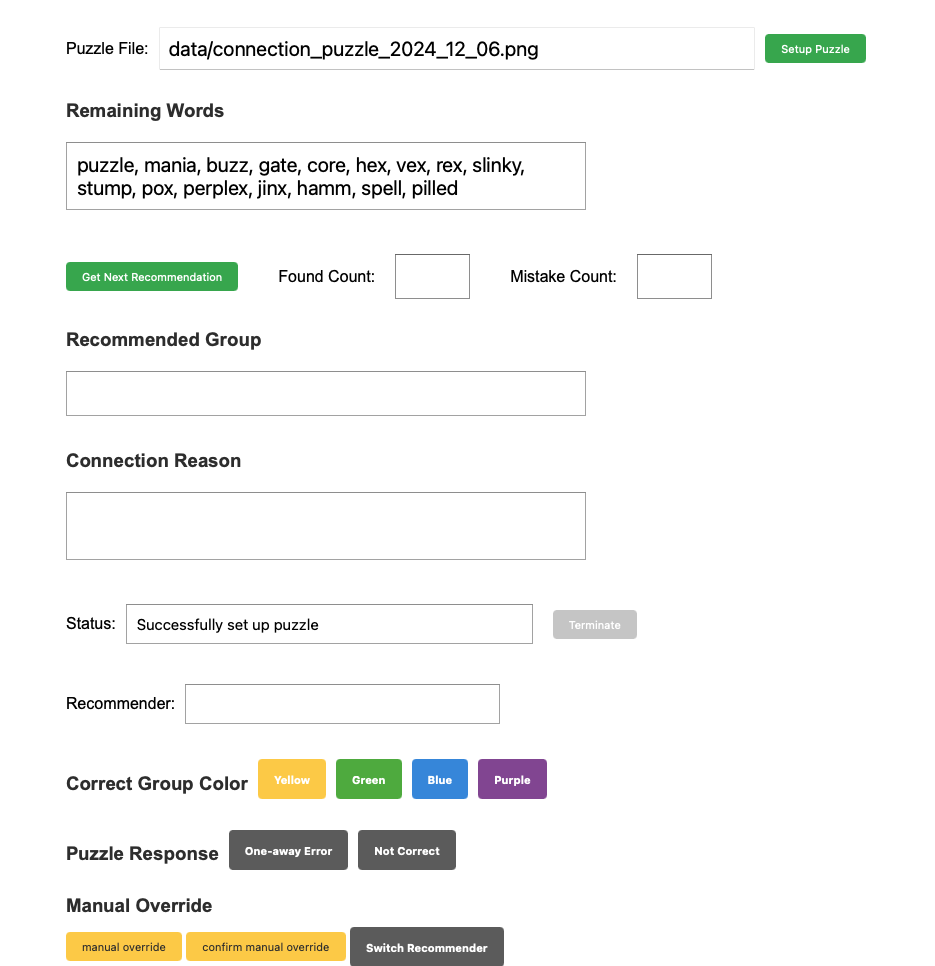 Puzzle File: data/connection_puzzle_2024_12_06.png Setup Puzzle
Remaining Words
puzzle, mania, buzz, gate, core, hex, vex, rex, slinky,
stump, pox, perplex, jinx, hamm, spell, pilled
Get Next Recommendation Found Count: Mistake Count:
Recommended Group
Connection Reason
Status: Successfully set up puzzle Terminate
Recommender:
Correct Group Color Yellow Green Blue Purple
Puzzle Response One-away Error Not Correct
Manual Override
manual override confirm manual override Switch Recommender